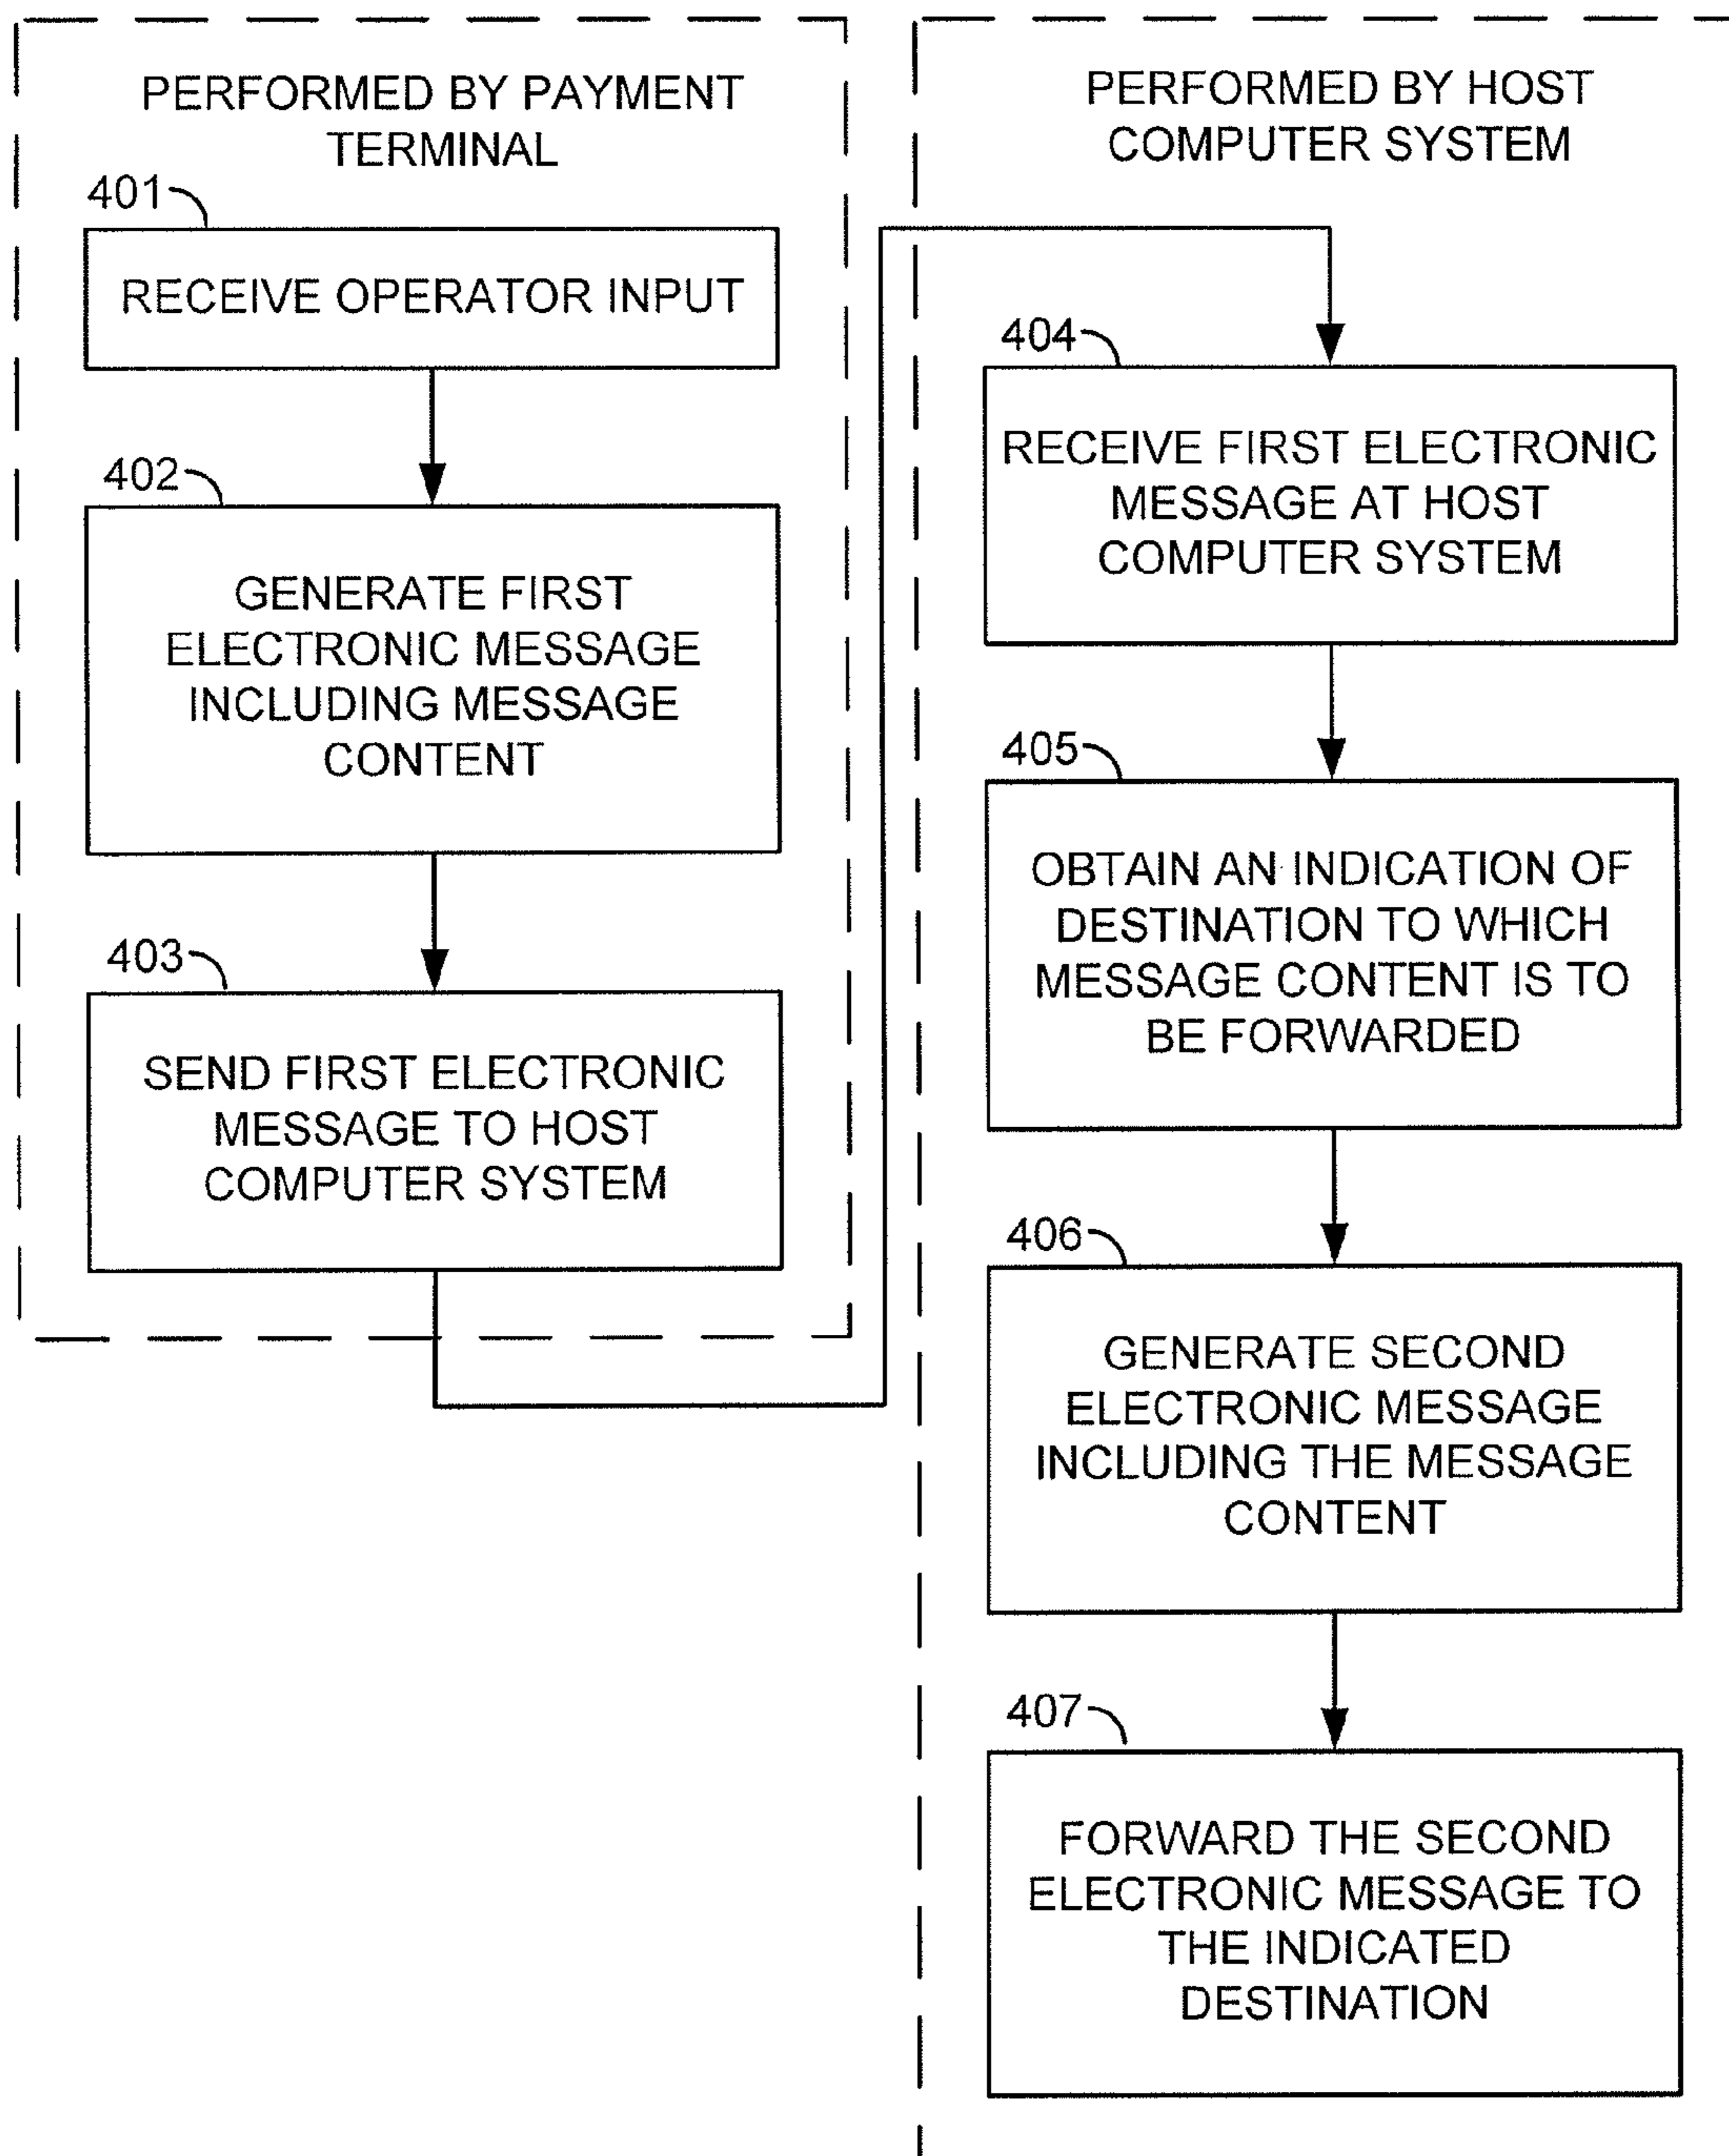 PERFORMED BY PAYMENT
TERMINAL
401
RECEIVE OPERATOR INPUT
402
GENERATE FIRST
ELECTRONIC MESSAGE
INCLUDING MESSAGE
CONTENT
403
SEND FIRST ELECTRONIC
MESSAGE TO HOST
COMPUTER SYSTEM
PERFORMED BY HOST
COMPUTER SYSTEM
404
RECEIVE FIRST ELECTRONIC
MESSAGE AT HOST
COMPUTER SYSTEM
405
OBTAIN AN INDICATION OF
DESTINATION TO WHICH
MESSAGE CONTENT IS TO
BE FORWARDED
406
GENERATE SECOND
ELECTRONIC MESSAGE
INCLUDING THE MESSAGE
CONTENT
407
FORWARD THE SECOND
ELECTRONIC MESSAGE TO
THE INDICATED
DESTINATION